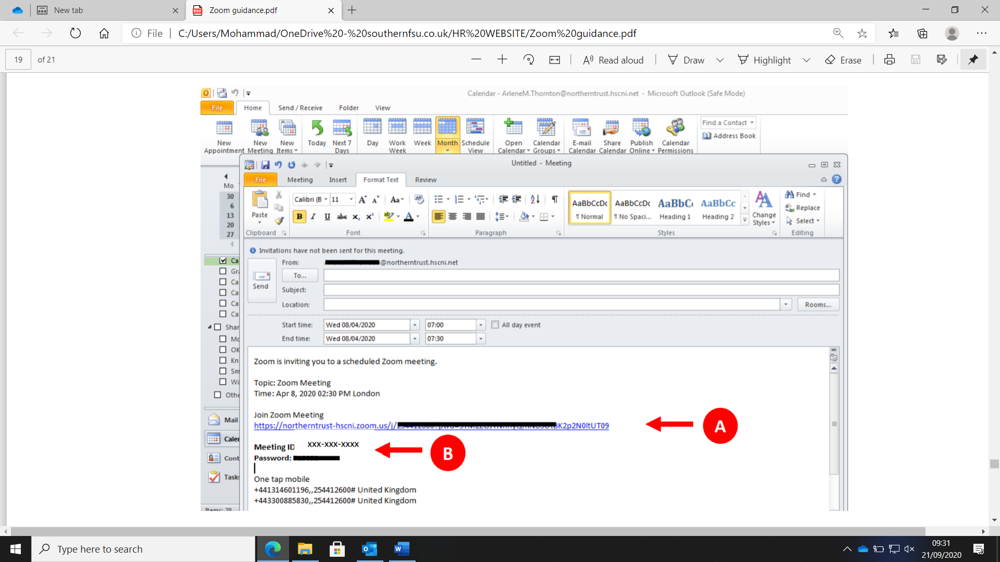 New tab
Zoom guidance.pdf
File
C:/Users/Mohammad/OneDrive%20-%20southernfsu.co.uk/HR%20WEBSITE/Zoom%20guidance.pdf
19 of 21
Read aloud
Draw
Highlight
Erase
Calendar - ArleneM.Thornton@northerntrust.hscni.net - Microsoft Outlook (Safe Mode)
File Home Send / Receive Folder View
New Appointment
New Meeting
New Items
Today
Next 7 Days
Day
Work Week
Week
Month
Schedule View
Open Calendar
Calendar Groups
E-mail Calendar
Share Calendar
Publish Online
Calendar Permissions
Find a Contact
Address Book
Untitled - Meeting
File Meeting Insert Format Text Review
Mo
30
6
13
20
27
4
Paste
Calibri (B 11
Aa
B I U abc x₂ x²
AaBbCcDc AaBbCcDc AaBbC AaBbCc
¶ Normal ¶ No Spaci... Heading 1 Heading 2
Change Styles
Find
Replace
Select
Clipboard Font Paragraph Styles Editing
Invitations have not been sent for this meeting.
From: @northerntrust.hscni.net
To...
Send
Subject:
Location:
Rooms...
Start time: Wed 08/04/2020 07:00 All day event
End time: Wed 08/04/2020 07:30
Ca
Gr
Ca
Ca
Ca
Ca
Shar
Mc
OK
Kn
Sm
Wa
Othe
Mail
Caler
Cont
Tasks
Items: 28
Zoom is inviting you to a scheduled Zoom meeting.
Topic: Zoom Meeting
Time: Apr 8, 2020 02:30 PM London
Join Zoom Meeting
https://northerntrust-hscni.zoom.us/j/ BK2p2N0ltUT09
A
Meeting ID XXX-XXX-XXXX
Password:
B
One tap mobile
+441314601196,,254412600# United Kingdom
+443300885830,,254412600# United Kingdom
Type here to search
09:31
21/09/2020